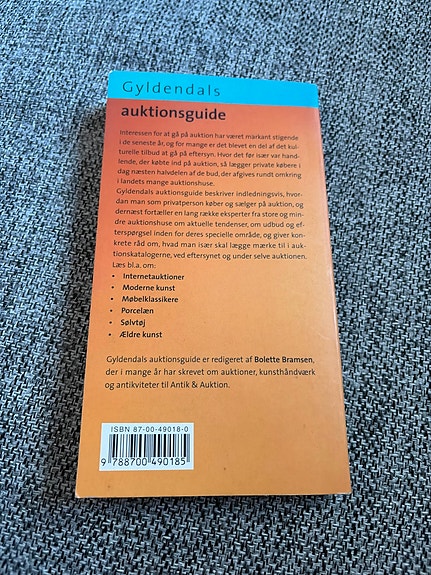 Gyldendals
auktionsguide
Interessen for at gå på auktion har været markant stigende
i de seneste år, og for mange er det blevet en del af det kul-
turelle tilbud at gå på eftersyn. Hvor det før især var hand-
lende, der købte ind på auktion, så lægger private købere i
dag næsten halvdelen af de bud, der afgives rundt omkring
i landets mange auktionshuse.
Gyldendals auktionsguide beskriver indledningsvis, hvor-
dan man som privatperson køber og sælger på auktion, og
dernæst fortæller en lang række eksperter fra store og min-
dre auktionshuse om aktuelle tendenser, om udbud og ef-
terspørgsel inden for deres specielle område, og giver kon-
krete råd om, hvad man især skal lægge mærke til i auk-
tionskatalogerne, ved eftersynet og under selve auktionen.
Læs bl.a. om:
• Internetauktioner
• Moderne kunst
• Møbelklassikere
• Porcelæn
• Sølvtøj
• Ældre kunst
Gyldendals auktionsguide er redigeret af Bolette Bramsen,
der i mange år har skrevet om auktioner, kunsthåndværk
og antikviteter til Antik & Auktion.
ISBN 87-00-49018-0
9 788700 490185